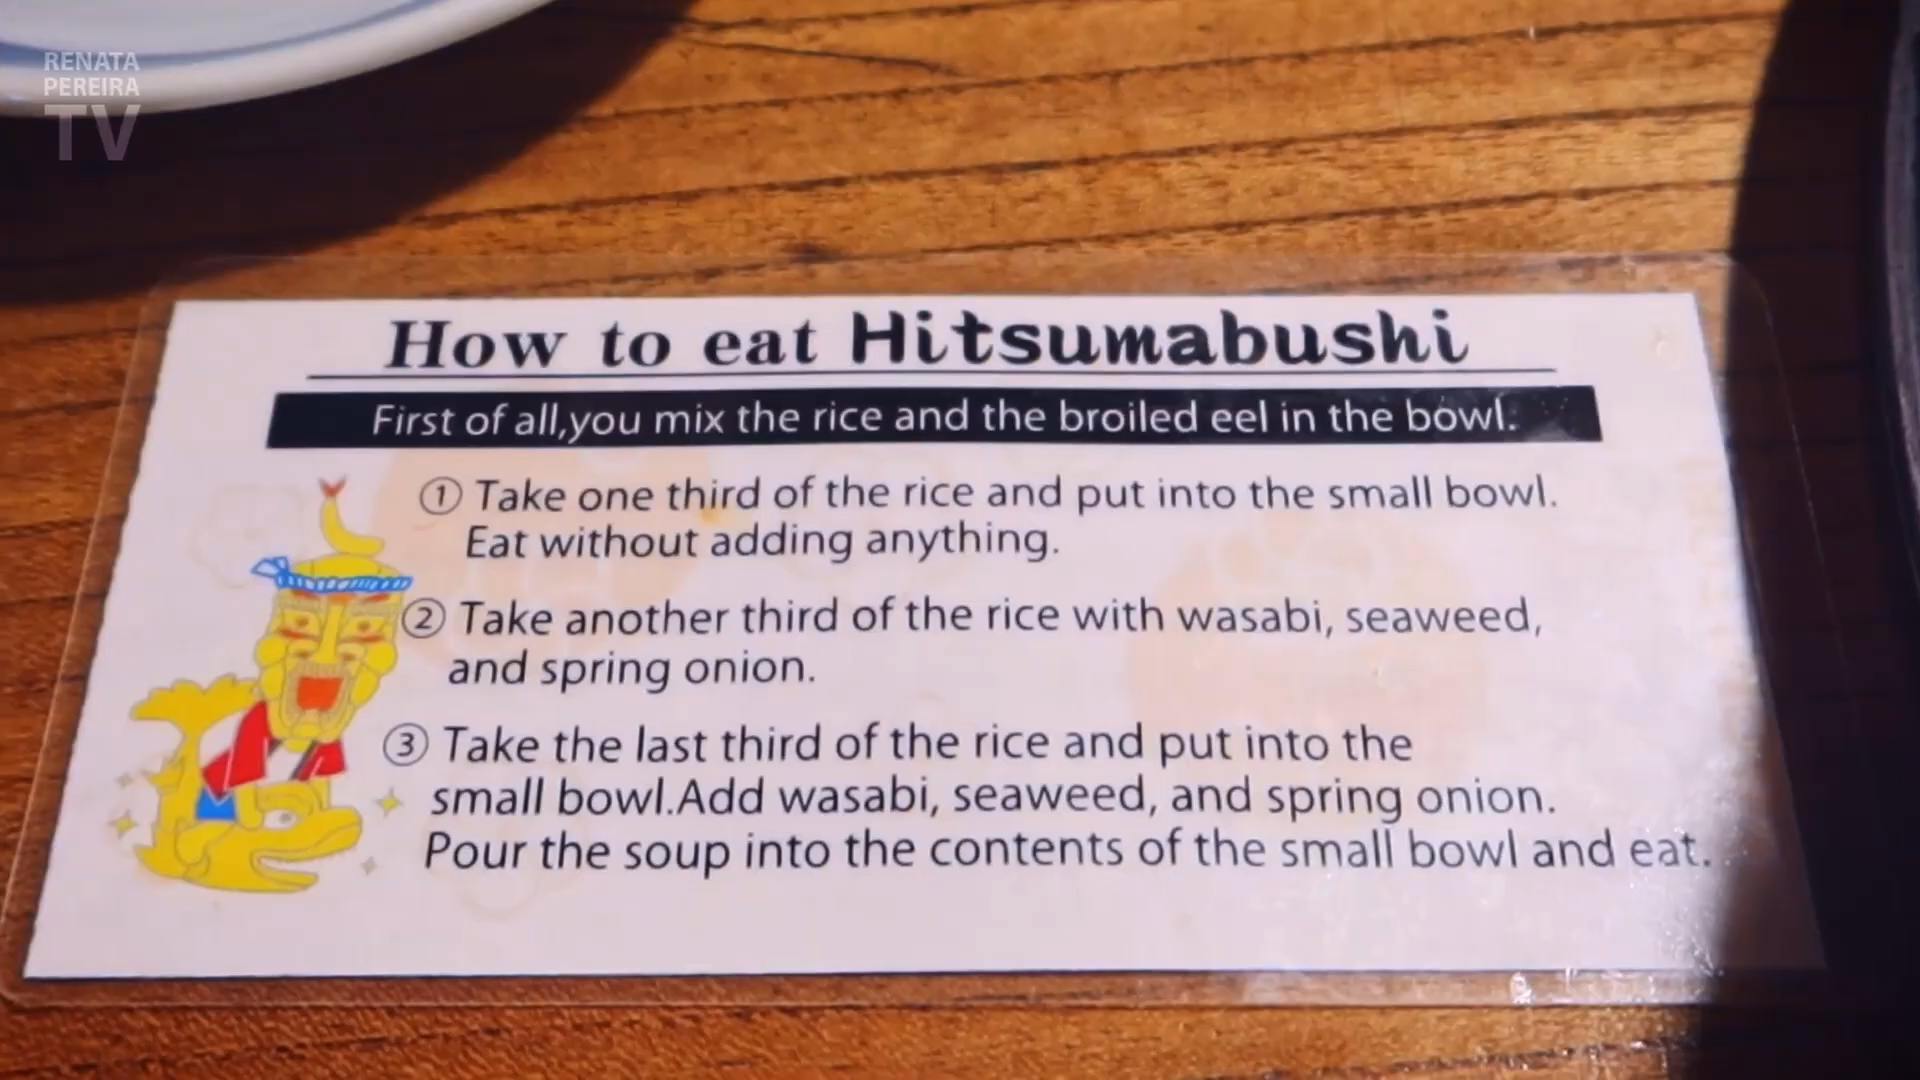 RENATA
PEREIRA
TV
How to eat Hitsumabushi
First of all,you mix the rice and the broiled eel in the bowl.
① Take one third of the rice and put into the small bowl.
Eat without adding anything.
② Take another third of the rice with wasabi, seaweed,
and spring onion.
③ Take the last third of the rice and put into the
small bowl.Add wasabi, seaweed, and spring onion.
Pour the soup into the contents of the small bowl and eat.